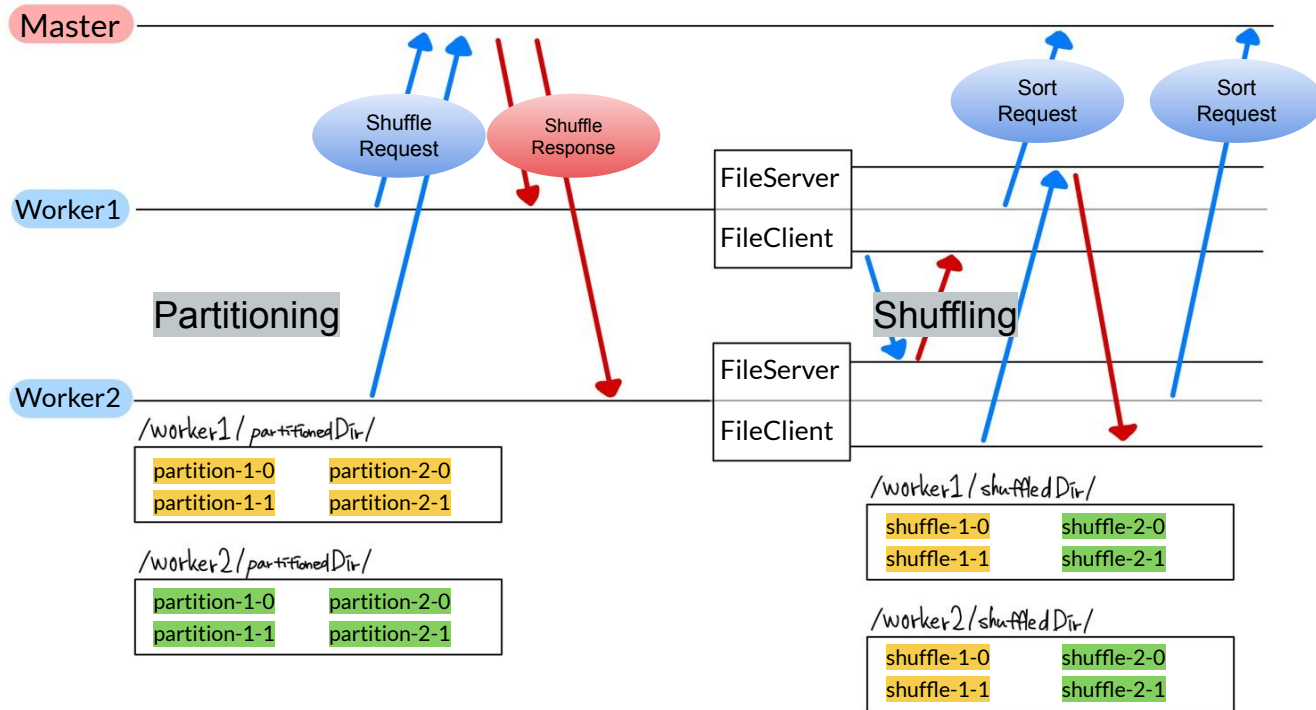 Master
Shuffle
Request
Shuffle
Response
Sort
Request
Sort
Request
Worker1
FileServer
FileClient
Partitioning
Shuffling
Worker2
FileServer
FileClient
/worker1/partitionedDir/
partition-1-0 partition-2-0
partition-1-1 partition-2-1
/worker2/partitionedDir/
partition-1-0 partition-2-0
partition-1-1 partition-2-1
/worker1/shuffledDir/
shuffle-1-0 shuffle-2-0
shuffle-1-1 shuffle-2-1
/worker2/shuffledDir/
shuffle-1-0 shuffle-2-0
shuffle-1-1 shuffle-2-1